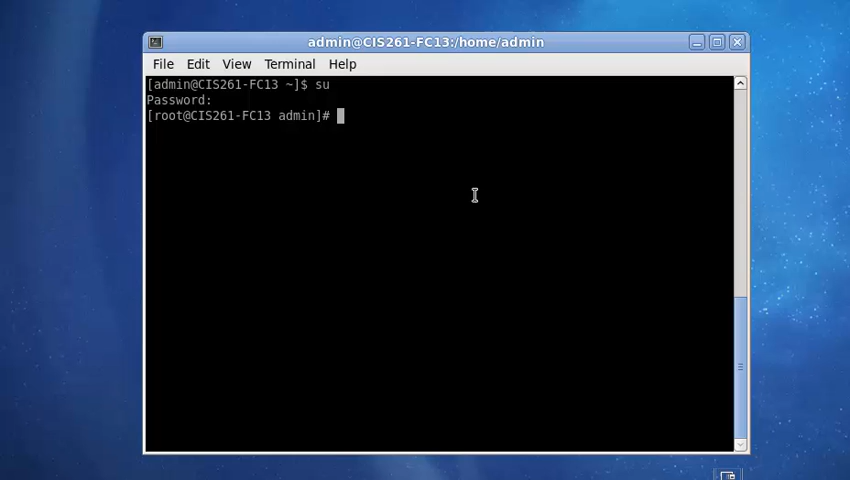 admin@CIS261-FC13:/home/admin
File Edit View Terminal Help
[admin@CIS261-FC13 ~]$ su
Password:
[root@CIS261-FC13 admin]#